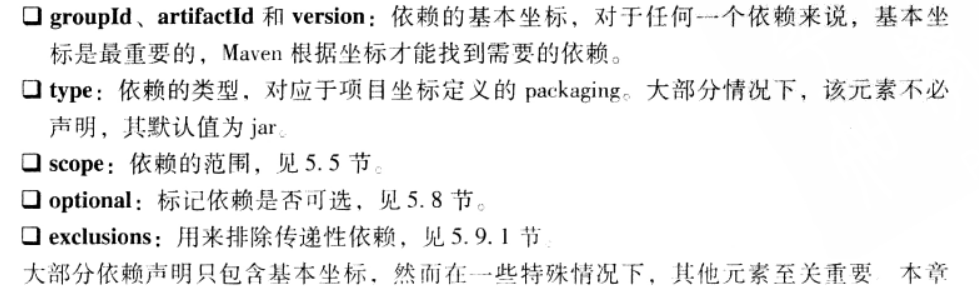 ❑ groupId、artifactId 和 version：依赖的基本坐标，对于任何一个依赖来说，基本坐
标是最重要的，Maven 根据坐标才能找到需要的依赖。
❑ type：依赖的类型，对应于项目坐标定义的 packaging。大部分情况下，该元素不必
声明，其默认值为 jar。
❑ scope：依赖的范围，见 5.5 节。
❑ optional：标记依赖是否可选，见 5.8 节。
❑ exclusions：用来排除传递性依赖，见 5.9.1 节
大部分依赖声明只包含基本坐标，然而在一些特殊情况下，其他元素至关重要 本章